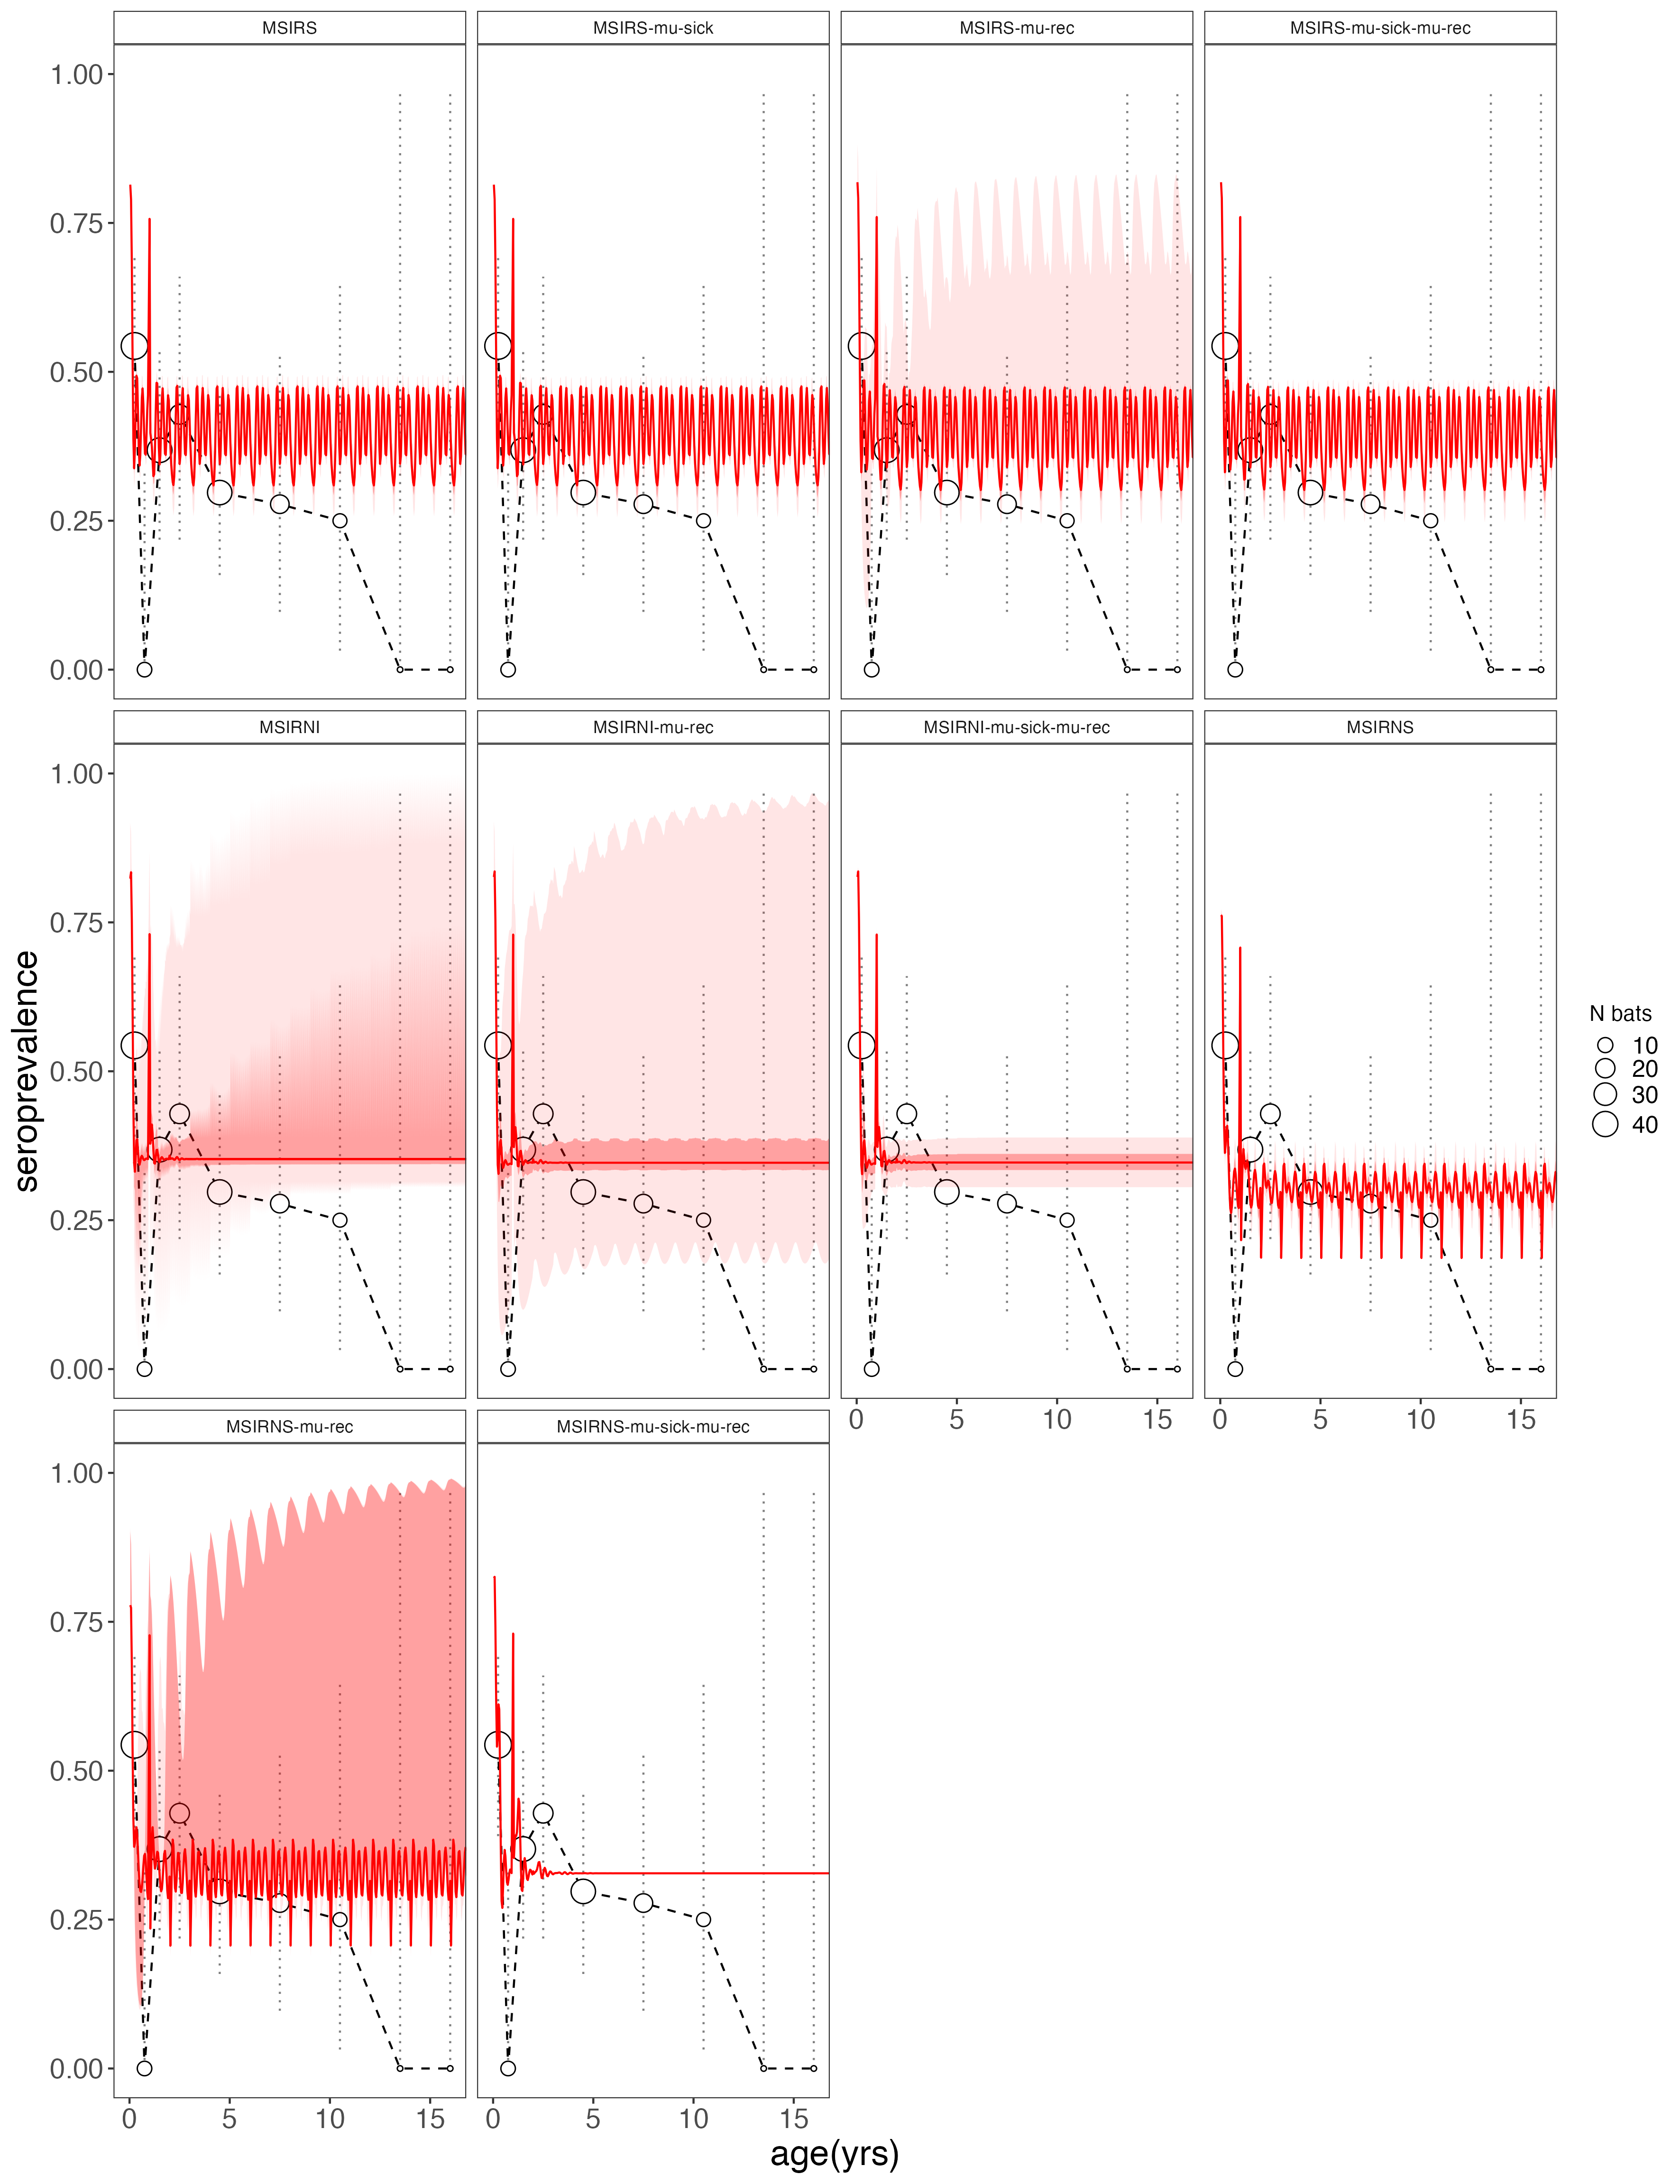 MSIRS MSIRS-mu-sick MSIRS-mu-rec MSIRS-mu-sick-mu-rec
1.00
0.75
0.50
0.25
0.00
MSIRNI MSIRNI-mu-rec MSIRNI-mu-sick-mu-rec MSIRNS
1.00
0.75
0.50
0.25
0.00
0 5 10 15 0 5 10 15
MSIRNS-mu-rec MSIRNS-mu-sick-mu-rec
1.00
0.75
0.50
0.25
0.00
0 5 10 15 0 5 10 15
age(yrs)
seroprevalence
N bats
10
20
30
40